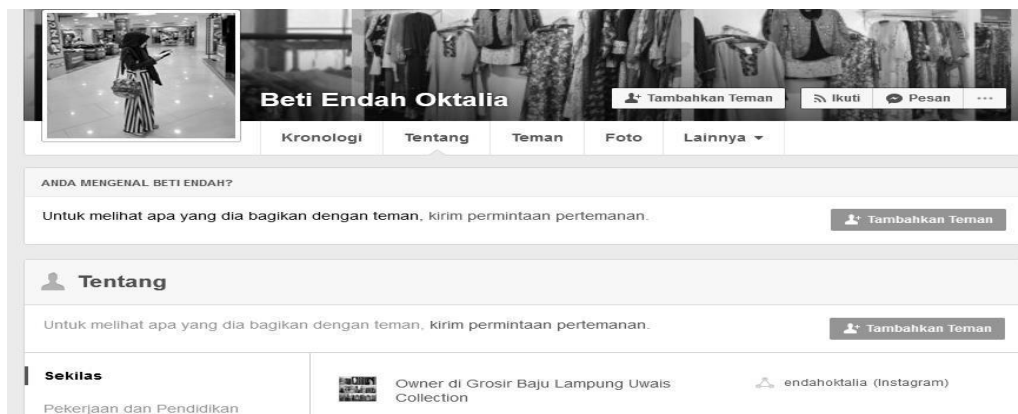 Beti Endah Oktalia
Tambahkan Teman
Ikuti
Pesan
Kronologi
Tentang
Teman
Foto
Lainnya
ANDA MENGENAL BETI ENDAH?
Untuk melihat apa yang dia bagikan dengan teman, kirim permintaan pertemanan.
Tambahkan Teman
Tentang
Untuk melihat apa yang dia bagikan dengan teman, kirim permintaan pertemanan.
Tambahkan Teman
Sekilas
Pekerjaan dan Pendidikan
Owner di Grosir Baju Lampung Uwais
Collection
endahoktalia (Instagram)